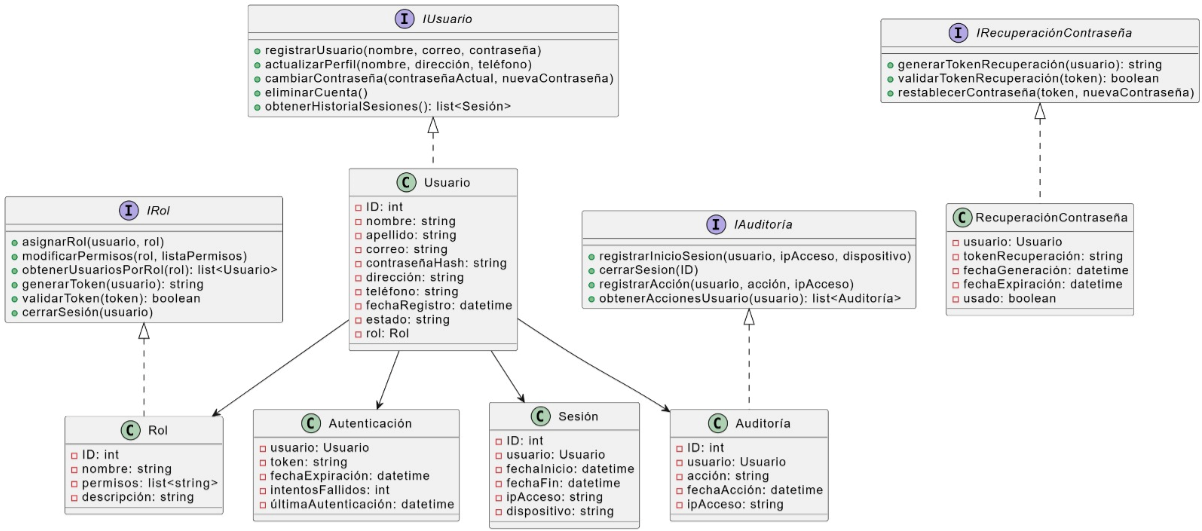 I IUsuario
registrarUsuario(nombre, correo, contraseña)
actualizarPerfil(nombre, dirección, teléfono)
cambiarContraseña(contraseñaActual, nuevaContraseña)
eliminarCuenta()
obtenerHistorialSesiones(): list<Sesión>
I IRecuperaciónContraseña
generarTokenRecuperación(usuario): string
validarTokenRecuperación(token): boolean
restablecerContraseña(token, nuevaContraseña)
C Usuario
ID: int
nombre: string
apellido: string
correo: string
contraseñaHash: string
dirección: string
teléfono: string
fechaRegistro: datetime
estado: string
rol: Rol
I IRol
asignarRol(usuario, rol)
modificarPermisos(rol, listaPermisos)
obtenerUsuariosPorRol(rol): list<Usuario>
generarToken(usuario): string
validarToken(token): boolean
cerrarSesión(usuario)
I IAuditoría
registrarInicioSesion(usuario, ipAcceso, dispositivo)
cerrarSesion(ID)
registrarAcción(usuario, acción, ipAcceso)
obtenerAccionesUsuario(usuario): list<Auditoría>
C RecuperaciónContraseña
usuario: Usuario
tokenRecuperación: string
fechaGeneración: datetime
fechaExpiración: datetime
usado: boolean
C Rol
ID: int
nombre: string
permisos: list<string>
descripción: string
C Autenticación
usuario: Usuario
token: string
fechaExpiración: datetime
intentosFallidos: int
últimaAutenticación: datetime
C Sesión
ID: int
usuario: Usuario
fechaInicio: datetime
fechaFin: datetime
ipAcceso: string
dispositivo: string
C Auditoría
ID: int
usuario: Usuario
acción: string
fechaAcción: datetime
ipAcceso: string